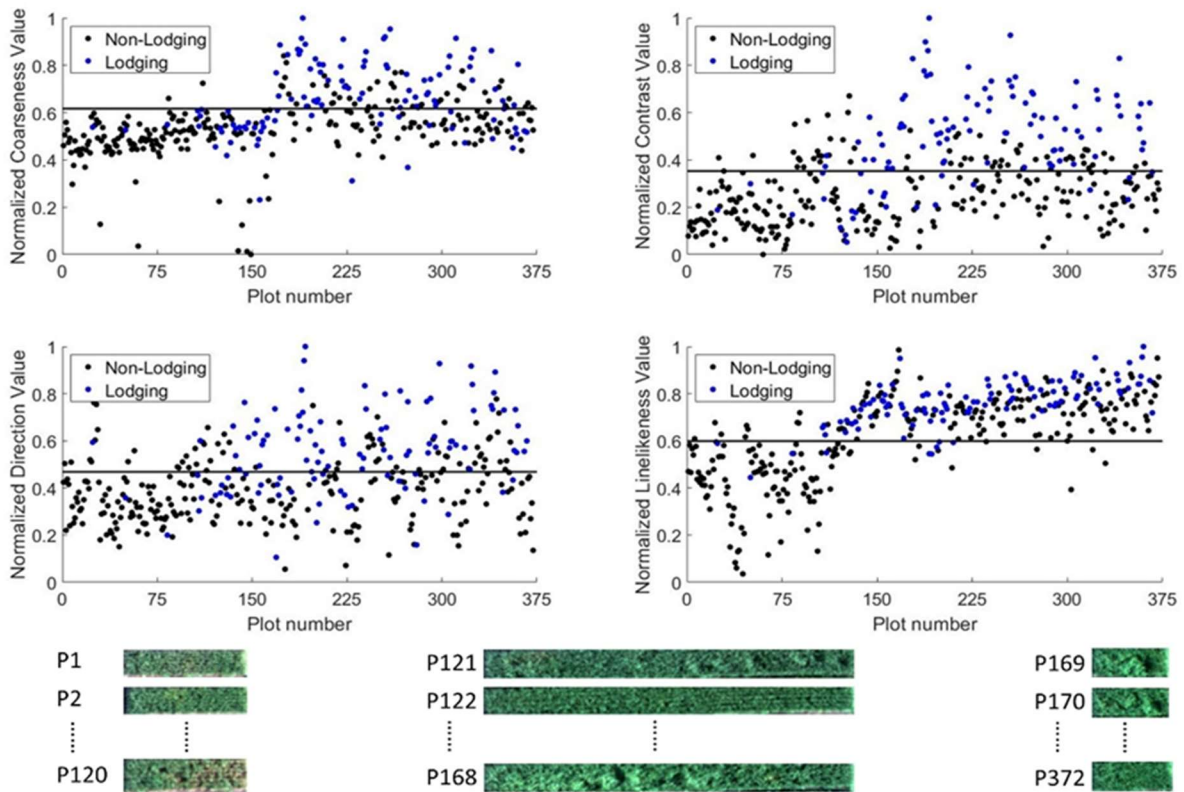 Normalized Coarseness Value
1
0.8
0.6
0.4
0.2
0
Non-Lodging
Lodging
0 75 150 225 300 375
Plot number
Normalized Contrast Value
1
0.8
0.6
0.4
0.2
0
Non-Lodging
Lodging
0 75 150 225 300 375
Plot number
Normalized Direction Value
1
0.8
0.6
0.4
0.2
0
Non-Lodging
Lodging
0 75 150 225 300 375
Plot number
Normalized Linelikeness Value
1
0.8
0.6
0.4
0.2
0
Non-Lodging
Lodging
0 75 150 225 300 375
Plot number
P1
P2
P120
P121
P122
P168
P169
P170
P372